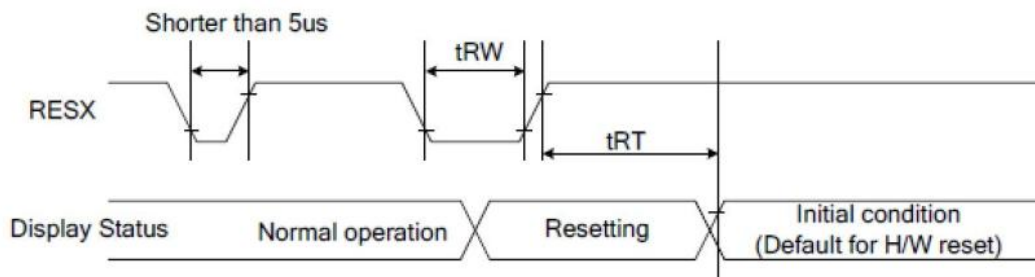 Shorter than 5us
tRW
RESX
tRT
Display Status
Normal operation
Resetting
Initial condition
(Default for H/W reset)